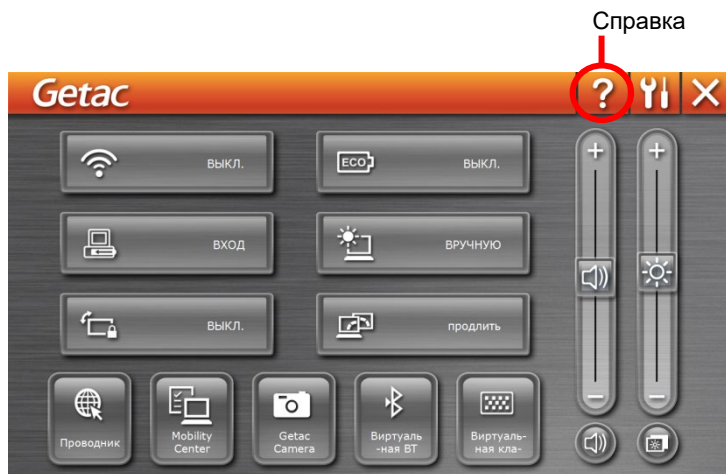 Справка
Getac
?
ВЫКЛ.
ECO
ВЫКЛ.
ВХОД
ВРУЧНУЮ
ВЫКЛ.
продлить
Проводник
Mobility
Center
Getac
Camera
Виртуаль
-ная BT
Виртуаль-
ная кла-